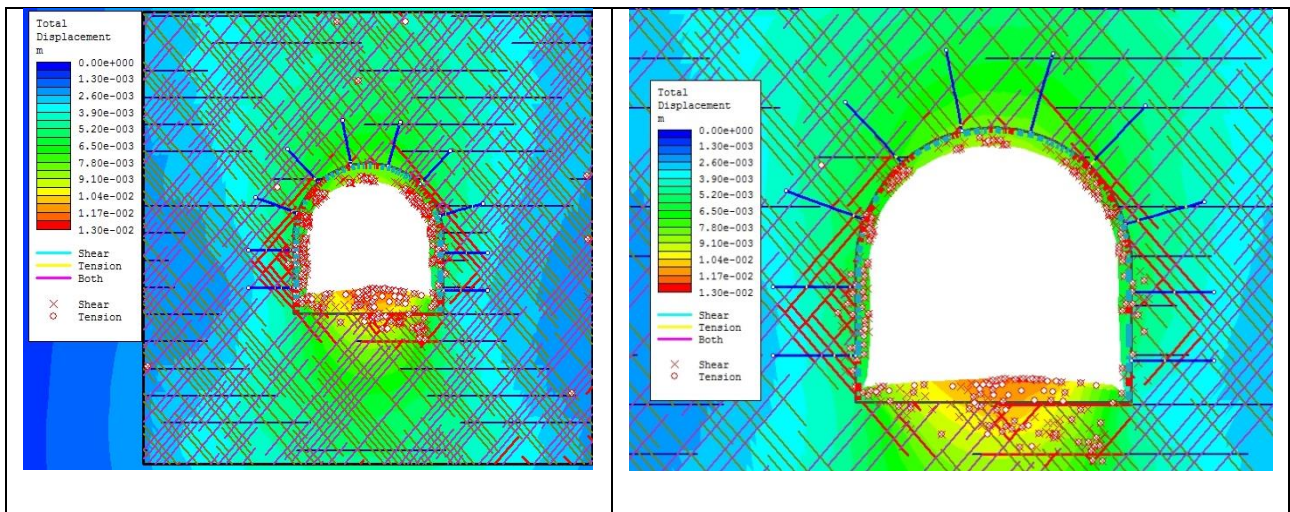 Total
Displacement
m
0.00e+000
1.30e-003
2.60e-003
3.90e-003
5.20e-003
6.50e-003
7.80e-003
9.10e-003
1.04e-002
1.17e-002
1.30e-002
Shear
Tension
Both
Shear
Tension
Total
Displacement
m
0.00e+000
1.30e-003
2.60e-003
3.90e-003
5.20e-003
6.50e-003
7.80e-003
9.10e-003
1.04e-002
1.17e-002
1.30e-002
Shear
Tension
Both
Shear
Tension